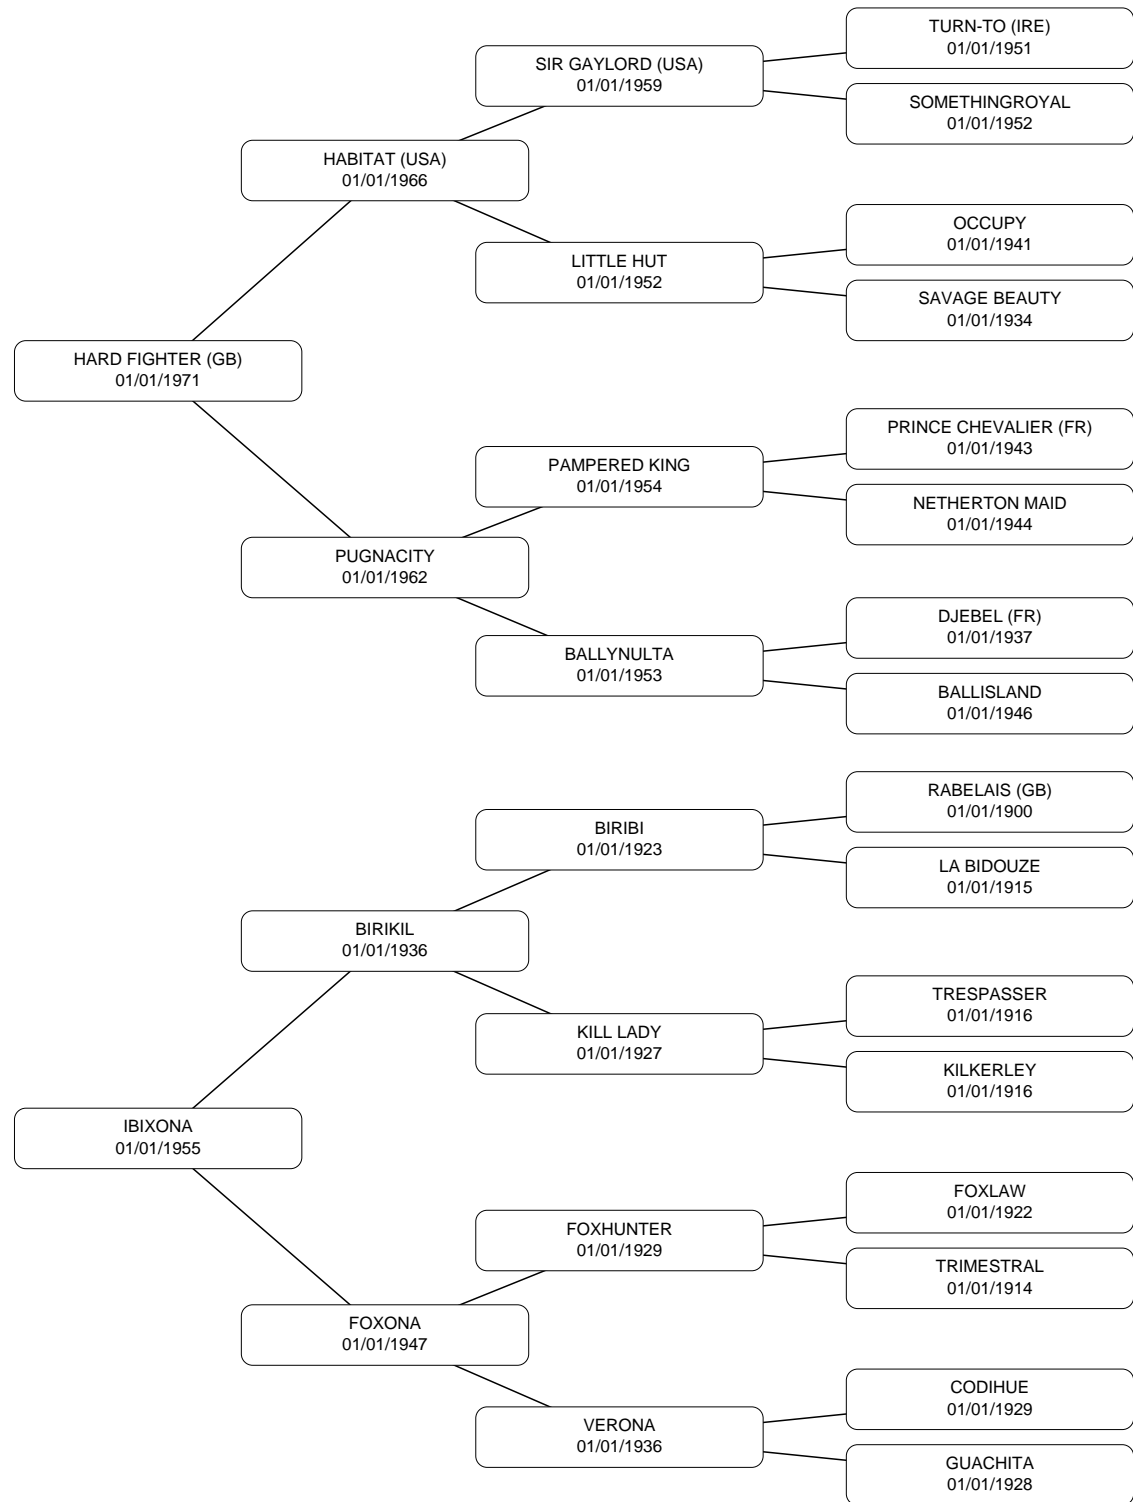 TURN-TO (IRE)
01/01/1951
SIR GAYLORD (USA)
01/01/1959
SOMETHINGROYAL
01/01/1952
HABITAT (USA)
01/01/1966
OCCUPY
01/01/1941
LITTLE HUT
01/01/1952
SAVAGE BEAUTY
01/01/1934
HARD FIGHTER (GB)
01/01/1971
PRINCE CHEVALIER (FR)
01/01/1943
PAMPERED KING
01/01/1954
NETHERTON MAID
01/01/1944
PUGNACITY
01/01/1962
DJEBEL (FR)
01/01/1937
BALLYNULTA
01/01/1953
BALLISLAND
01/01/1946
RABELAIS (GB)
01/01/1900
BIRIBI
01/01/1923
LA BIDOUZE
01/01/1915
BIRIKIL
01/01/1936
TRESPASSER
01/01/1916
KILL LADY
01/01/1927
KILKERLEY
01/01/1916
IBIXONA
01/01/1955
FOXLAW
01/01/1922
FOXHUNTER
01/01/1929
TRIMESTRAL
01/01/1914
FOXONA
01/01/1947
CODIHUE
01/01/1929
VERONA
01/01/1936
GUACHITA
01/01/1928